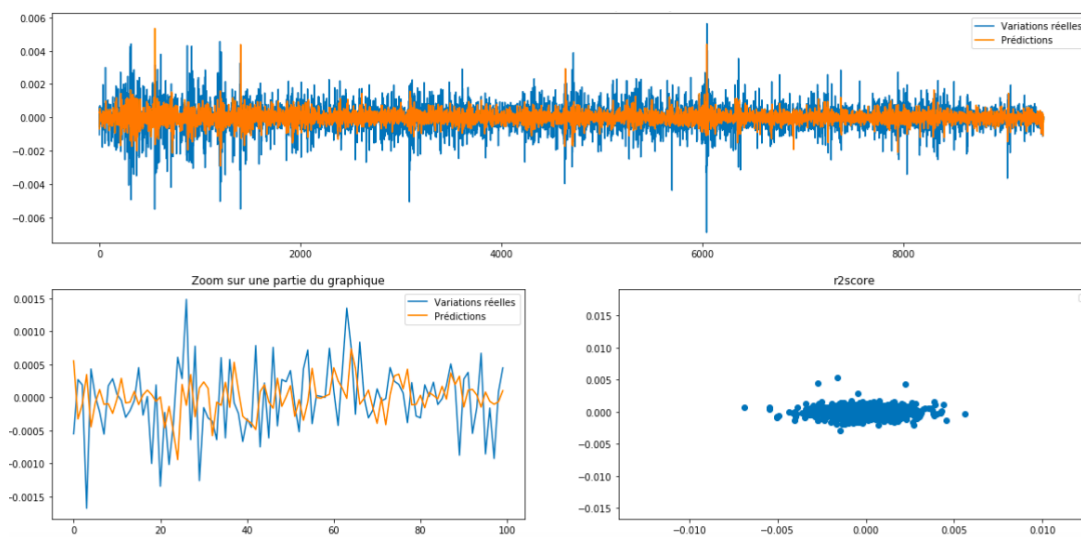 0.006
0.004
0.002
0.000
−0.002
−0.004
−0.006
Variations réelles
Prédictions
0 2000 4000 6000 8000
Zoom sur une partie du graphique
0.0015
0.0010
0.0005
0.0000
−0.0005
−0.0010
−0.0015
Variations réelles
Prédictions
0 20 40 60 80 100
r2score
0.015
0.010
0.005
0.000
−0.005
−0.010
−0.015
−0.010 −0.005 0.000 0.005 0.010